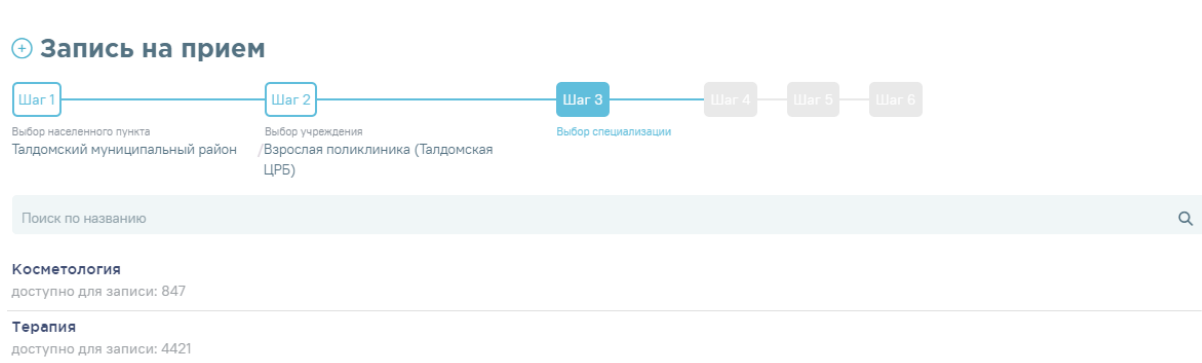 Запись на прием
Шаг 1 Шаг 2 Шаг 3 Шаг 4 Шаг 5 Шаг 6
Выбор населенного пункта Выбор учреждения Выбор специализации
Талдомский муниципальный район /Взрослая поликлиника (Талдомская
ЦРБ)
Поиск по названию
Косметология
доступно для записи: 847
Терапия
доступно для записи: 4421